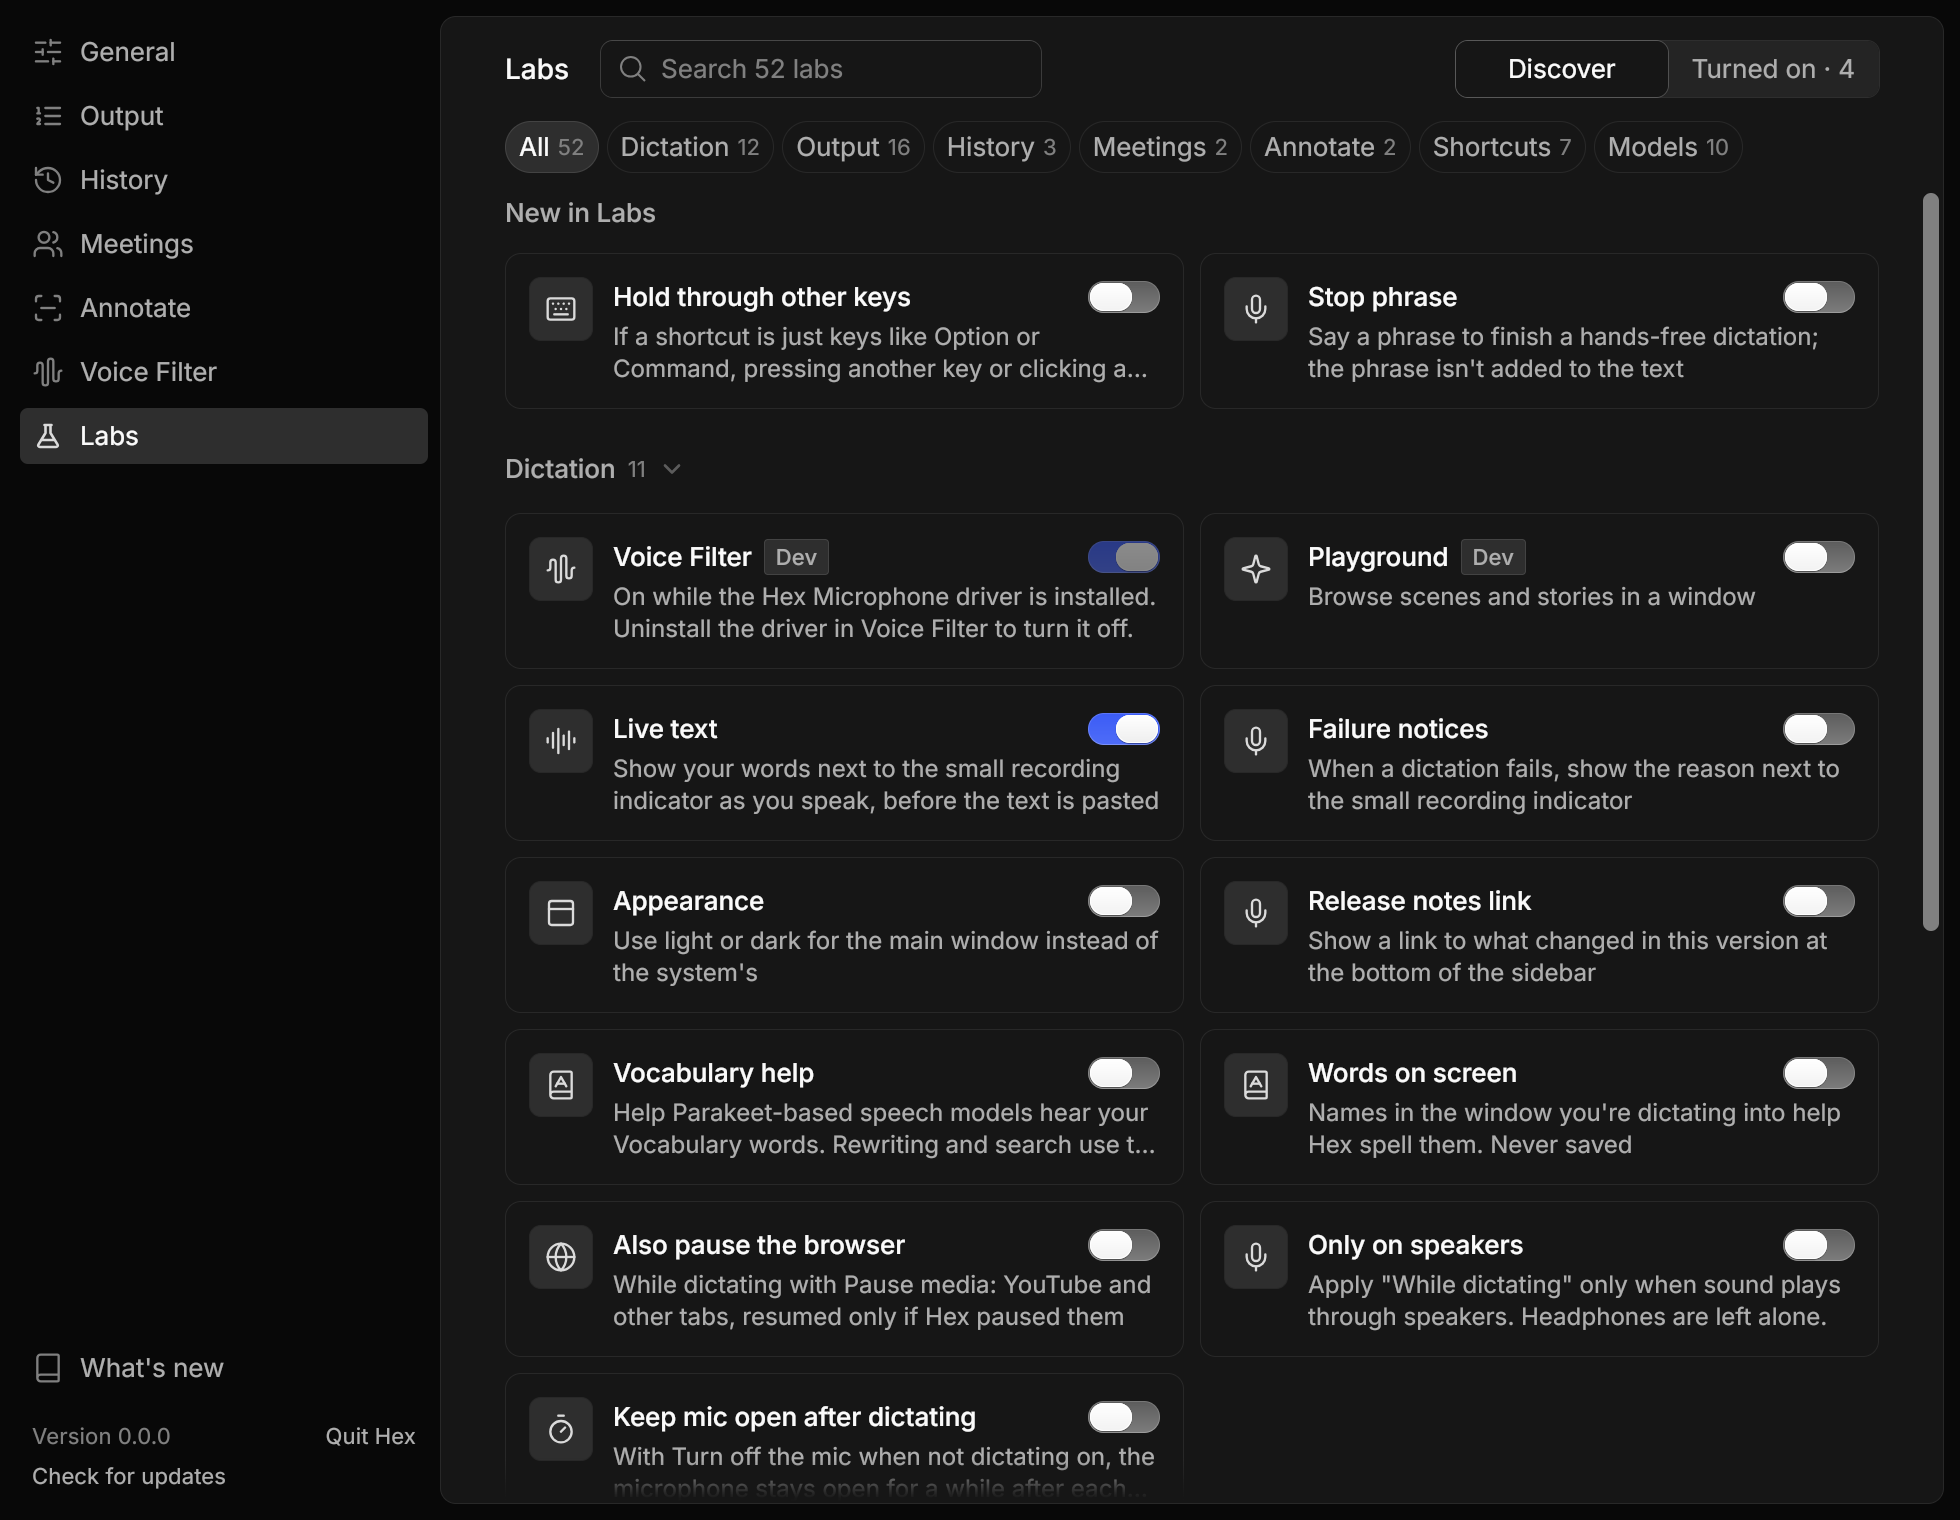 General
Output
History
Meetings
Annotate
Voice Filter
Labs
What's new
Version 0.0.0
Quit Hex
Check for updates
Labs
Search 52 labs
Discover
Turned on · 4
All 52
Dictation 12
Output 16
History 3
Meetings 2
Annotate 2
Shortcuts 7
Models 10
New in Labs
Hold through other keys
If a shortcut is just keys like Option or
Command, pressing another key or clicking a...
Stop phrase
Say a phrase to finish a hands-free dictation;
the phrase isn't added to the text
Dictation 11
Voice Filter Dev
On while the Hex Microphone driver is installed.
Uninstall the driver in Voice Filter to turn it off.
Playground Dev
Browse scenes and stories in a window
Live text
Show your words next to the small recording
indicator as you speak, before the text is pasted
Failure notices
When a dictation fails, show the reason next to
the small recording indicator
Appearance
Use light or dark for the main window instead of
the system's
Release notes link
Show a link to what changed in this version at
the bottom of the sidebar
Vocabulary help
Help Parakeet-based speech models hear your
Vocabulary words. Rewriting and search use t...
Words on screen
Names in the window you're dictating into help
Hex spell them. Never saved
Also pause the browser
While dictating with Pause media: YouTube and
other tabs, resumed only if Hex paused them
Only on speakers
Apply "While dictating" only when sound plays
through speakers. Headphones are left alone.
Keep mic open after dictating
With Turn off the mic when not dictating on, the
microphone stays open for a while after each...